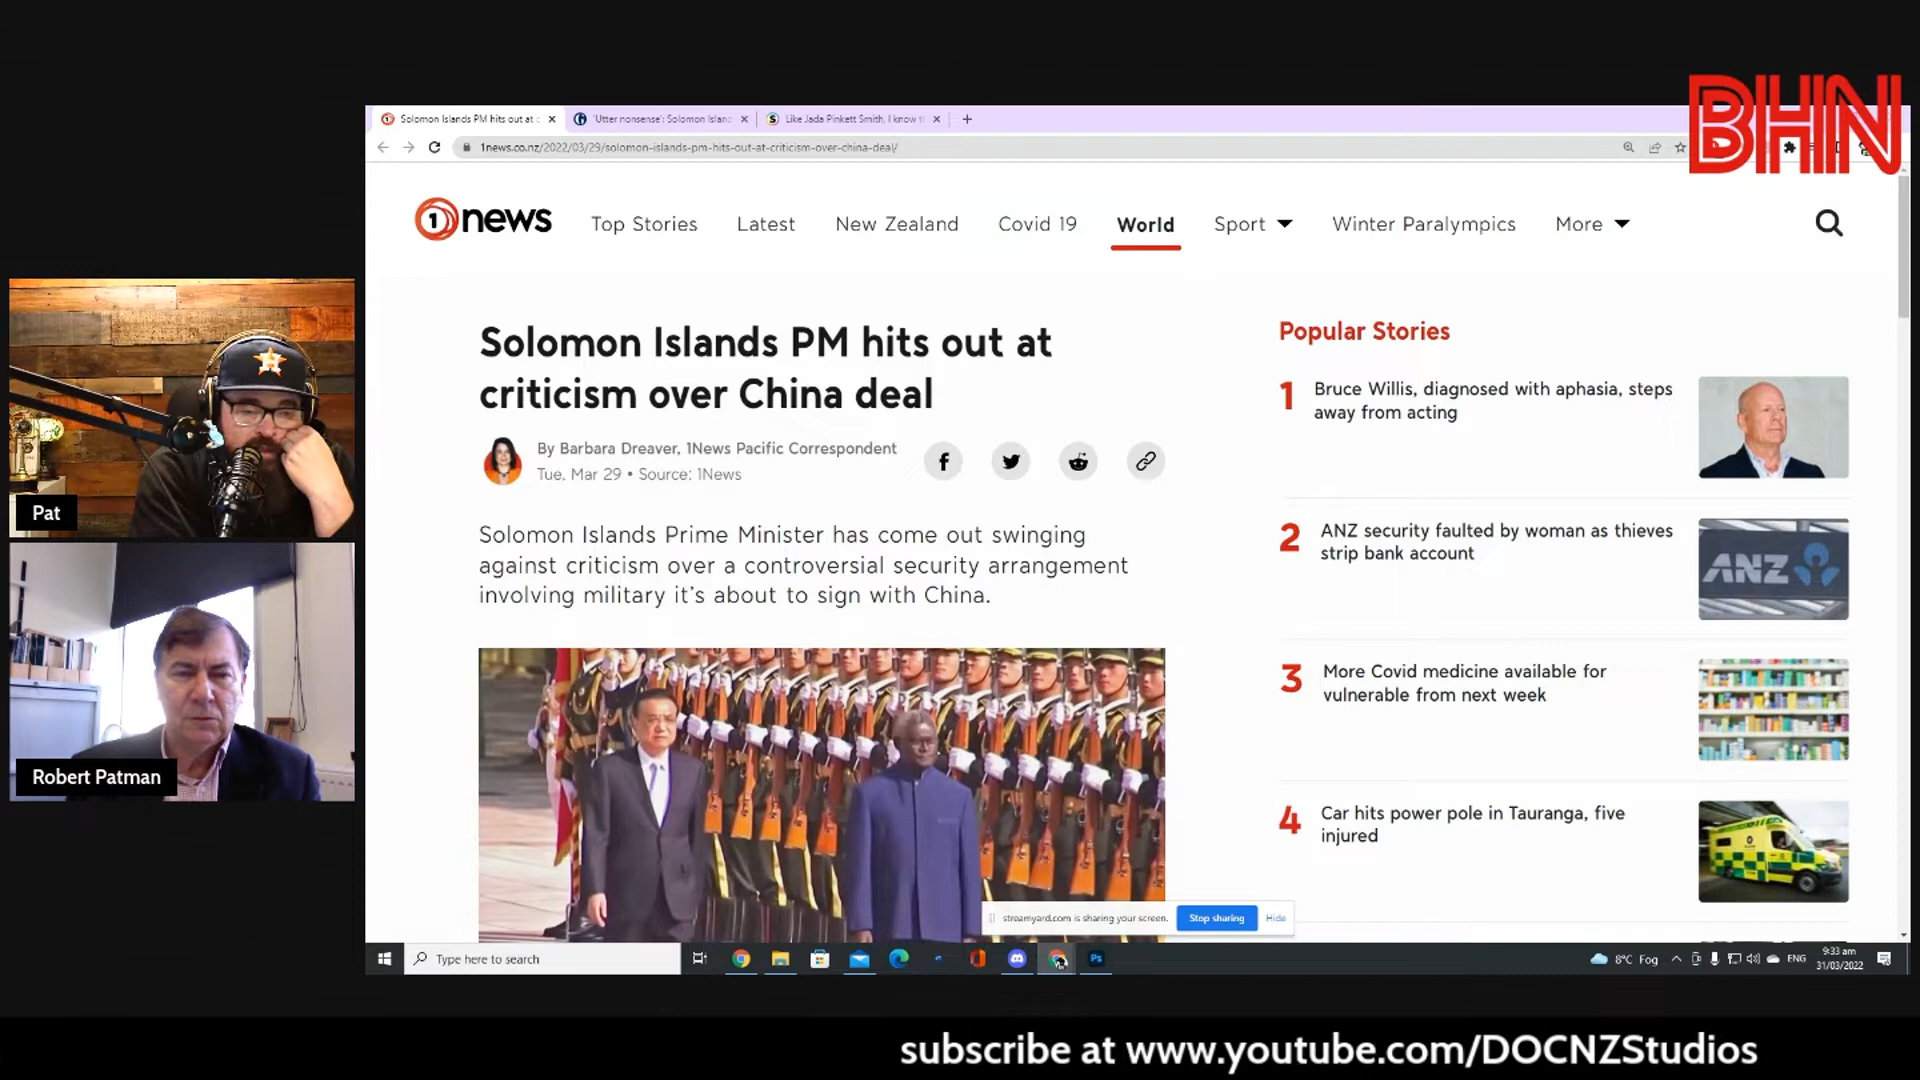 BHN
Solomon Islands PM hits out at
'Utter nonsense': Solomon Islan
Like Jada Pinkett Smith, I know t
1news.co.nz/2022/03/29/solomon-islands-pm-hits-out-at-criticism-over-china-deal/
1news
Top Stories
Latest
New Zealand
Covid 19
World
Sport
Winter Paralympics
More
Solomon Islands PM hits out at
criticism over China deal
By Barbara Dreaver, 1News Pacific Correspondent
Tue, Mar 29 • Source: 1News
Solomon Islands Prime Minister has come out swinging
against criticism over a controversial security arrangement
involving military it's about to sign with China.
Popular Stories
1
Bruce Willis, diagnosed with aphasia, steps
away from acting
2
ANZ security faulted by woman as thieves
strip bank account
ANZ
3
More Covid medicine available for
vulnerable from next week
4
Car hits power pole in Tauranga, five
injured
Pat
Robert Patman
streamyard.com is sharing your screen.
Stop sharing
Hide
Type here to search
Ps
8°C Fog
ENG
9:33 am
31/03/2022
subscribe at www.youtube.com/DOCNZStudios